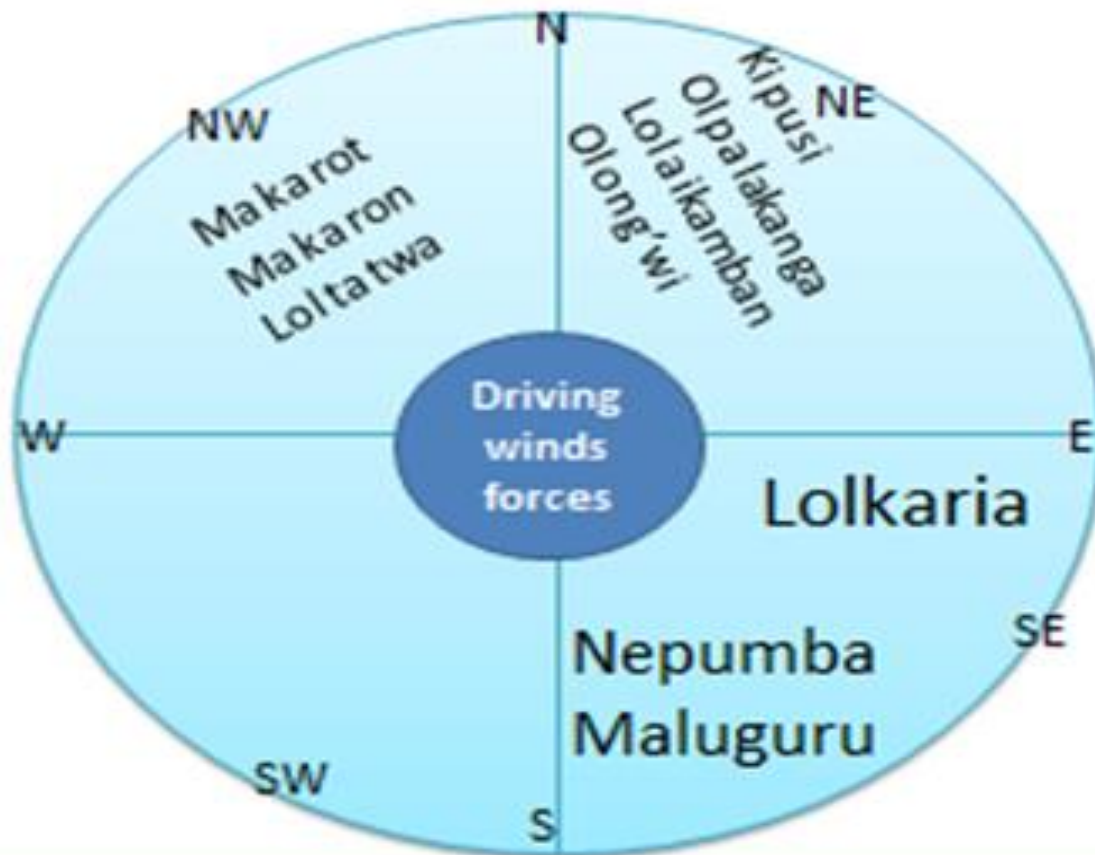 N
NW
NE
Kipusi
Olpalakanga
Lolaikamban
Olong'wi
Makarot
Makaron
Loltatwa
Driving
winds
forces
W
E
Lolkaria
SE
Nepumba
Maluguru
SW
S